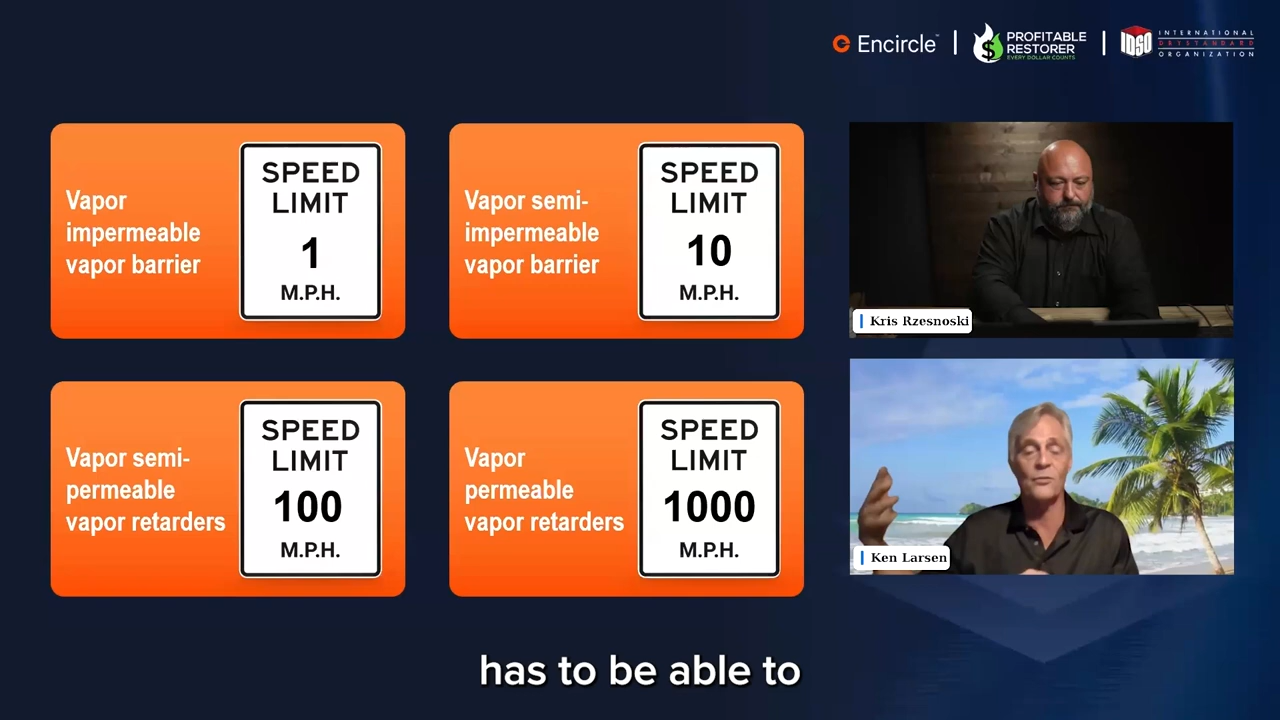 Encircle
PROFITABLE
RESTORER
EVERY DOLLAR COUNTS
IDSO
INTERNATIONAL
DRYSTANDARD
ORGANIZATION
Vapor
impermeable
vapor barrier
SPEED
LIMIT
1
M.P.H.
Vapor semi-
impermeable
vapor barrier
SPEED
LIMIT
10
M.P.H.
Kris Rzesnoski
Vapor semi-
permeable
vapor retarders
SPEED
LIMIT
100
M.P.H.
Vapor
permeable
vapor retarders
SPEED
LIMIT
1000
M.P.H.
Ken Larsen
has to be able to